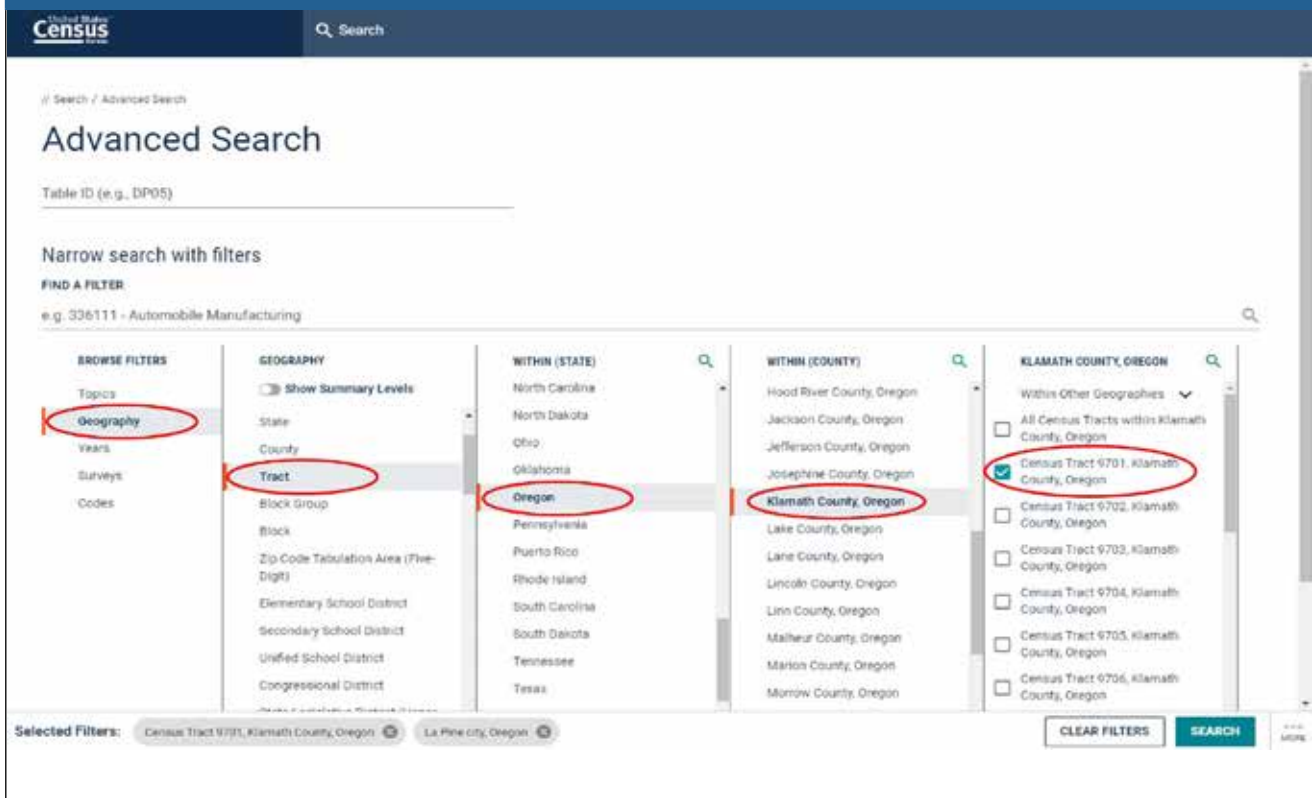 United States
Census
Bureau
Search
// Search / Advanced Search
Advanced Search
Table ID (e.g., DP05)
Narrow search with filters
FIND A FILTER
e.g. 336111 - Automobile Manufacturing
BROWSE FILTERS
Topics
Geography
Years
Surveys
Codes
GEOGRAPHY
Show Summary Levels
State
County
Tract
Block Group
Block
Zip Code Tabulation Area (Five-
Digit)
Elementary School District
Secondary School District
Unified School District
Congressional District
WITHIN (STATE)
North Carolina
North Dakota
Ohio
Oklahoma
Oregon
Pennsylvania
Puerto Rico
Rhode Island
South Carolina
South Dakota
Tennessee
Texas
WITHIN (COUNTY)
Hood River County, Oregon
Jackson County, Oregon
Jefferson County, Oregon
Josephine County, Oregon
Klamath County, Oregon
Lake County, Oregon
Lane County, Oregon
Lincoln County, Oregon
Linn County, Oregon
Malheur County, Oregon
Marion County, Oregon
Morrow County, Oregon
KLAMATH COUNTY, OREGON
Within Other Geographies
All Census Tracts within Klamath
County, Oregon
Census Tract 9701, Klamath
County, Oregon
Census Tract 9702, Klamath
County, Oregon
Census Tract 9703, Klamath
County, Oregon
Census Tract 9704, Klamath
County, Oregon
Census Tract 9705, Klamath
County, Oregon
Census Tract 9706, Klamath
County, Oregon
Selected Filters:
Census Tract 9701, Klamath County, Oregon
La Pine city, Oregon
CLEAR FILTERS
SEARCH
MORE